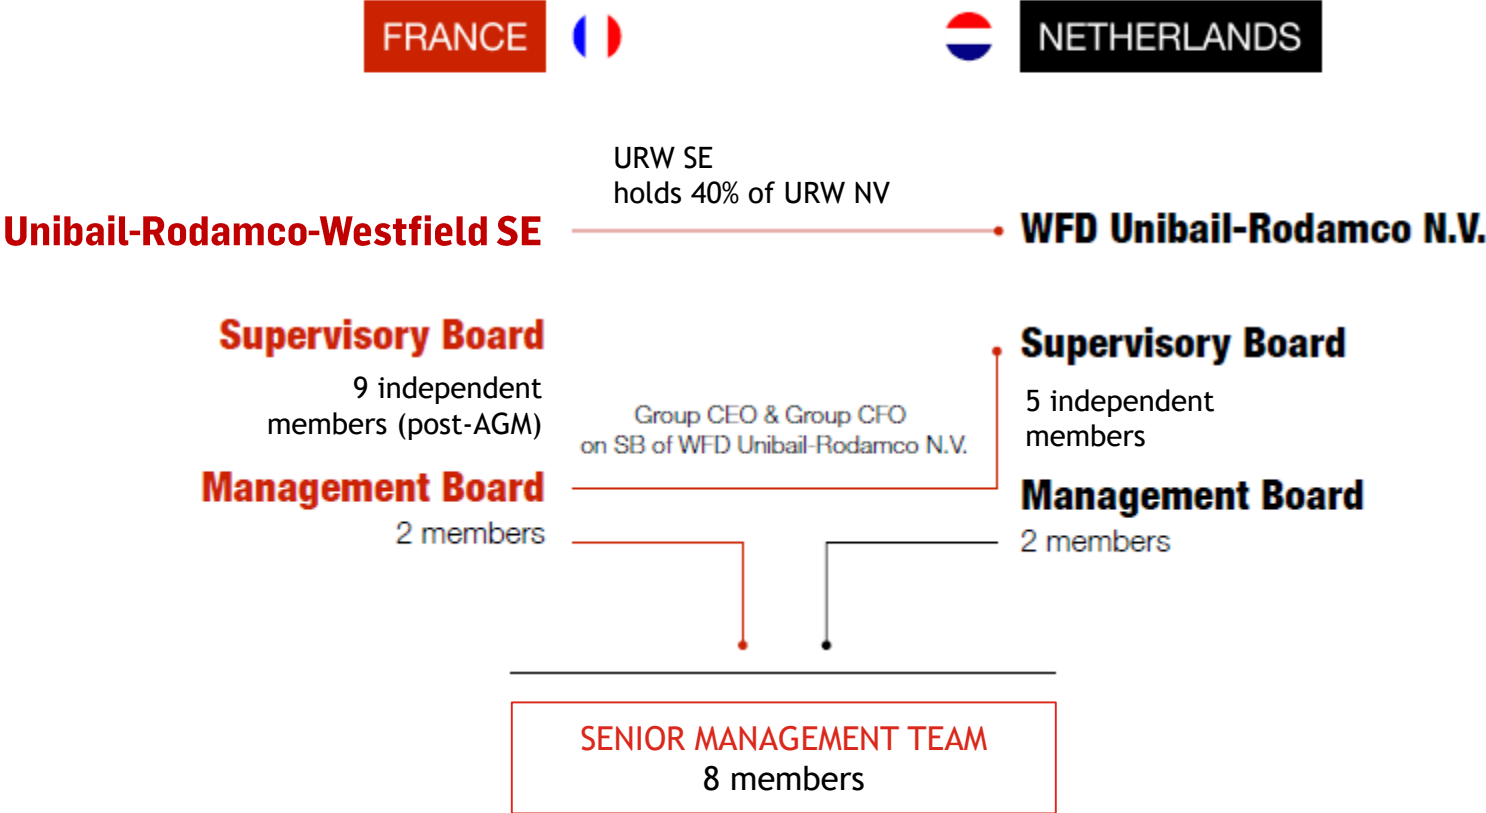 FRANCE
NETHERLANDS
URW SE
holds 40% of URW NV
Unibail-Rodamco-Westfield SE
WFD Unibail-Rodamco N.V.
Supervisory Board
9 independent
members (post-AGM)
Group CEO & Group CFO
on SB of WFD Unibail-Rodamco N.V.
Supervisory Board
5 independent
members
Management Board
2 members
Management Board
2 members
SENIOR MANAGEMENT TEAM
8 members